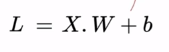 L = X.W + b